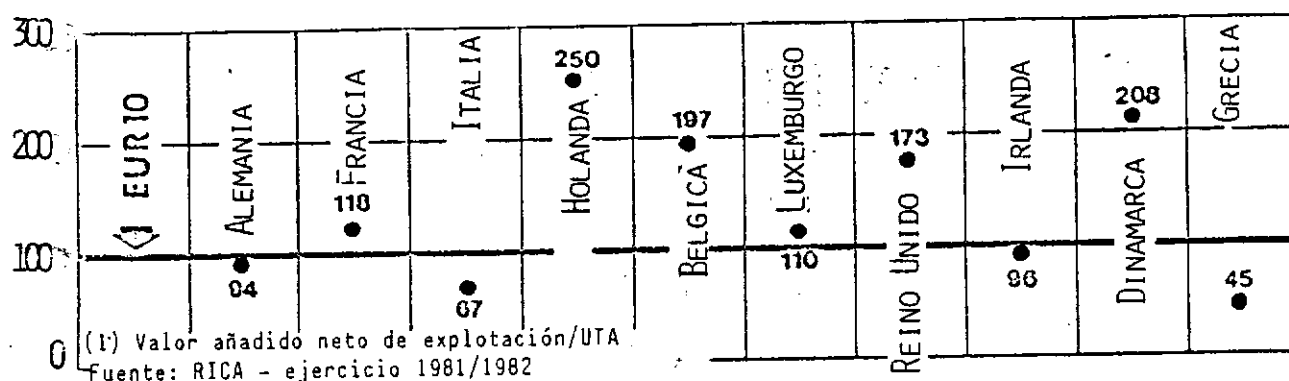 300
200
100
0
EUR10
ALEMANIA
94
FRANCIA
118
ITALIA
67
HOLANDA
250
BELGICA
197
LUXEMBURGO
110
REINO UNIDO
173
IRLANDA
96
DINAMARCA
208
GRECIA
45
(1) Valor añadido neto de explotación/UTA
Fuente: RICA - ejercicio 1981/1982